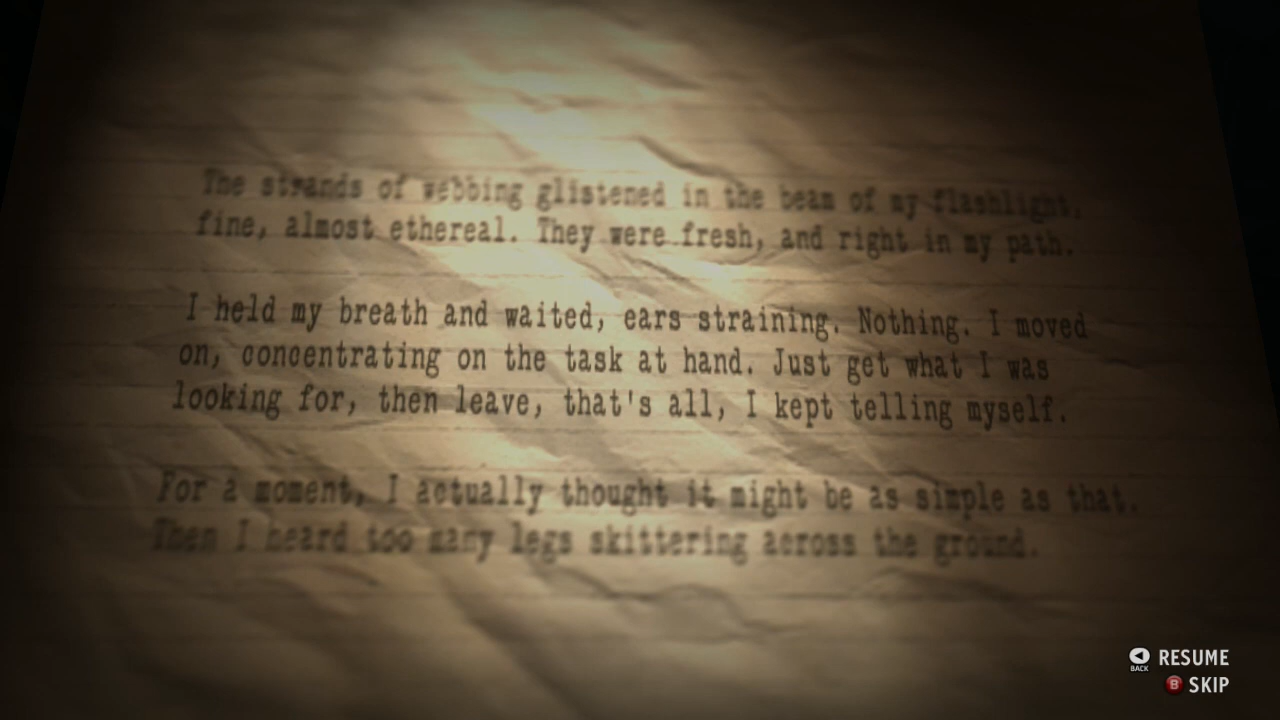 The strands of webbing glistened in the beam of my flashlight,
fine, almost ethereal. They were fresh, and right in my path.
I held my breath and waited, ears straining. Nothing. I moved
on, concentrating on the task at hand. Just get what I was
looking for, then leave, that's all, I kept telling myself.
For a moment, I actually thought it might be as simple as that.
Then I heard too many legs skittering across the ground.
BACK RESUME
B SKIP